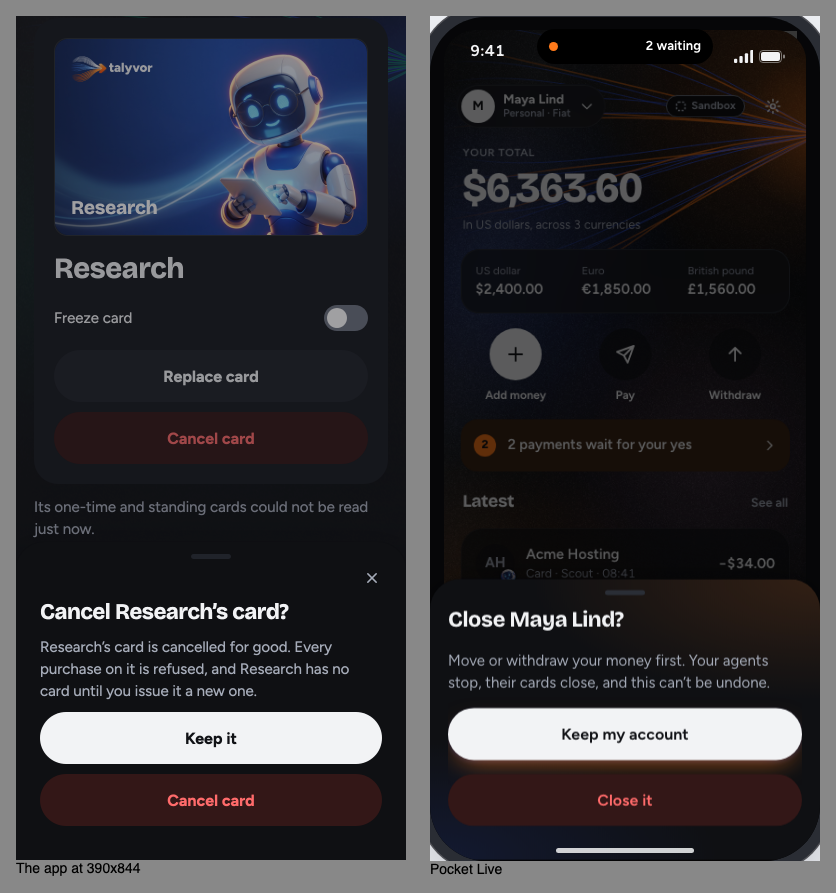 talyvor
Research
Research
Freeze card
Replace card
Cancel card
Its one-time and standing cards could not be read
just now.
Cancel Research’s card?
Research’s card is cancelled for good. Every
purchase on it is refused, and Research has no
card until you issue it a new one.
Keep it
Cancel card
The app at 390x844
9:41
2 waiting
M
Maya Lind
Personal · Fiat
Sandbox
YOUR TOTAL
$6,363.60
In US dollars, across 3 currencies
US dollar
Euro
British pound
$2,400.00
€1,850.00
£1,560.00
Add money
Pay
Withdraw
2
2 payments wait for your yes
Latest
See all
AH
Acme Hosting
Card · Scout · 08:41
−$34.00
Close Maya Lind?
Move or withdraw your money first. Your agents
stop, their cards close, and this can’t be undone.
Keep my account
Close it
Pocket Live